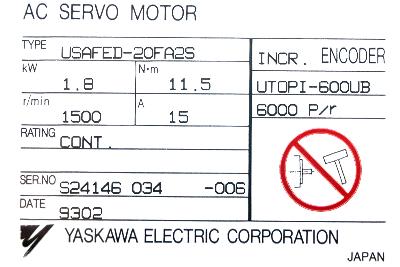 AC SERVO MOTOR
TYPE USAFED-20FA2S
INCR. ENCODER
kW 1.8 N·m 11.5
UTOPI-600UB
r/min 1500 A 15
6000 P/r
RATING CONT.
SER.NO S24146 034 -006
DATE 9302
YASKAWA ELECTRIC CORPORATION
JAPAN